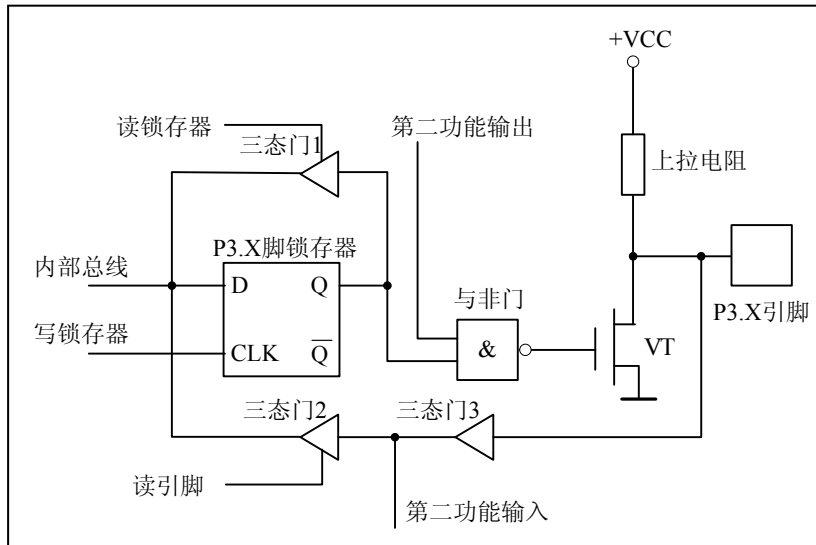 +VCC
读锁存器
三态门1
第二功能输出
上拉电阻
P3.X脚锁存器
内部总线
D
Q
与非门
P3.X引脚
写锁存器
CLK
Q
&
VT
三态门2
三态门3
读引脚
第二功能输入